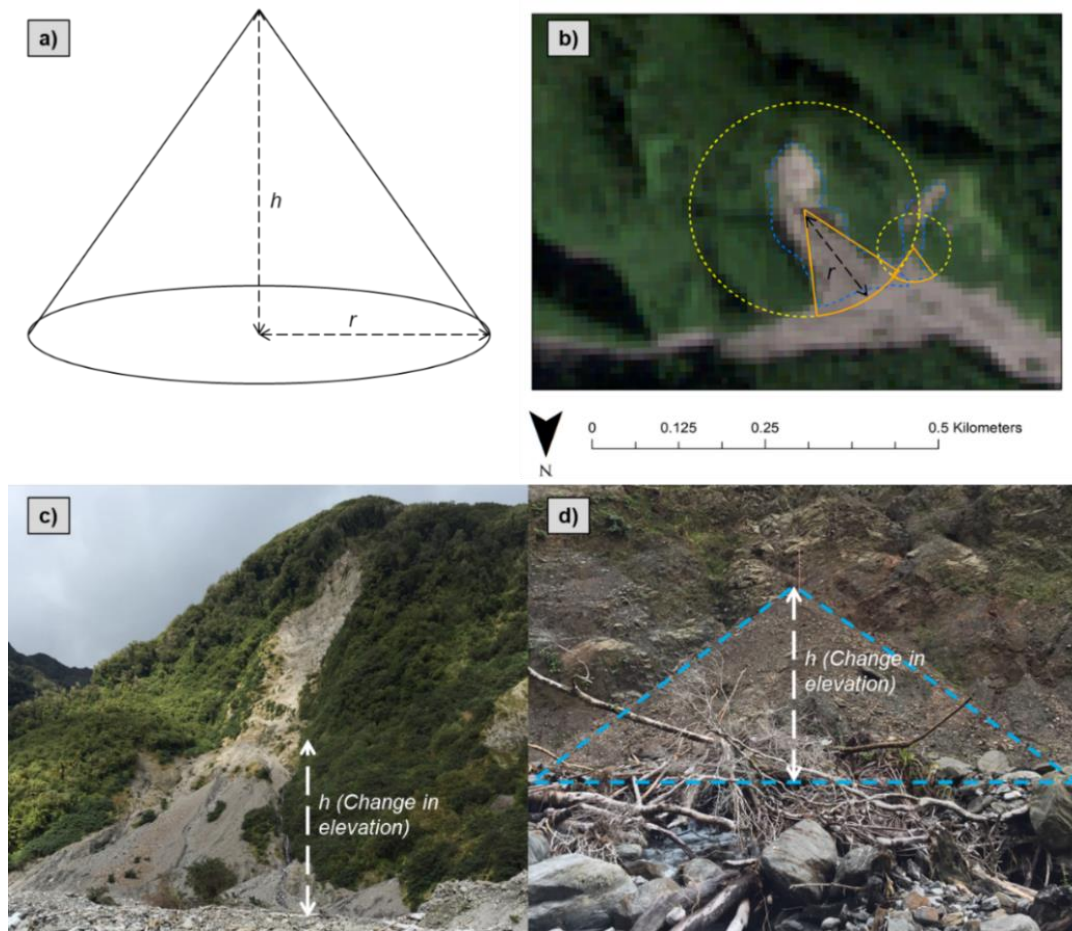 a)
h
r
b)
r
N
0 0.125 0.25 0.5 Kilometers
c)
h (Change in
elevation)
d)
h (Change in
elevation)